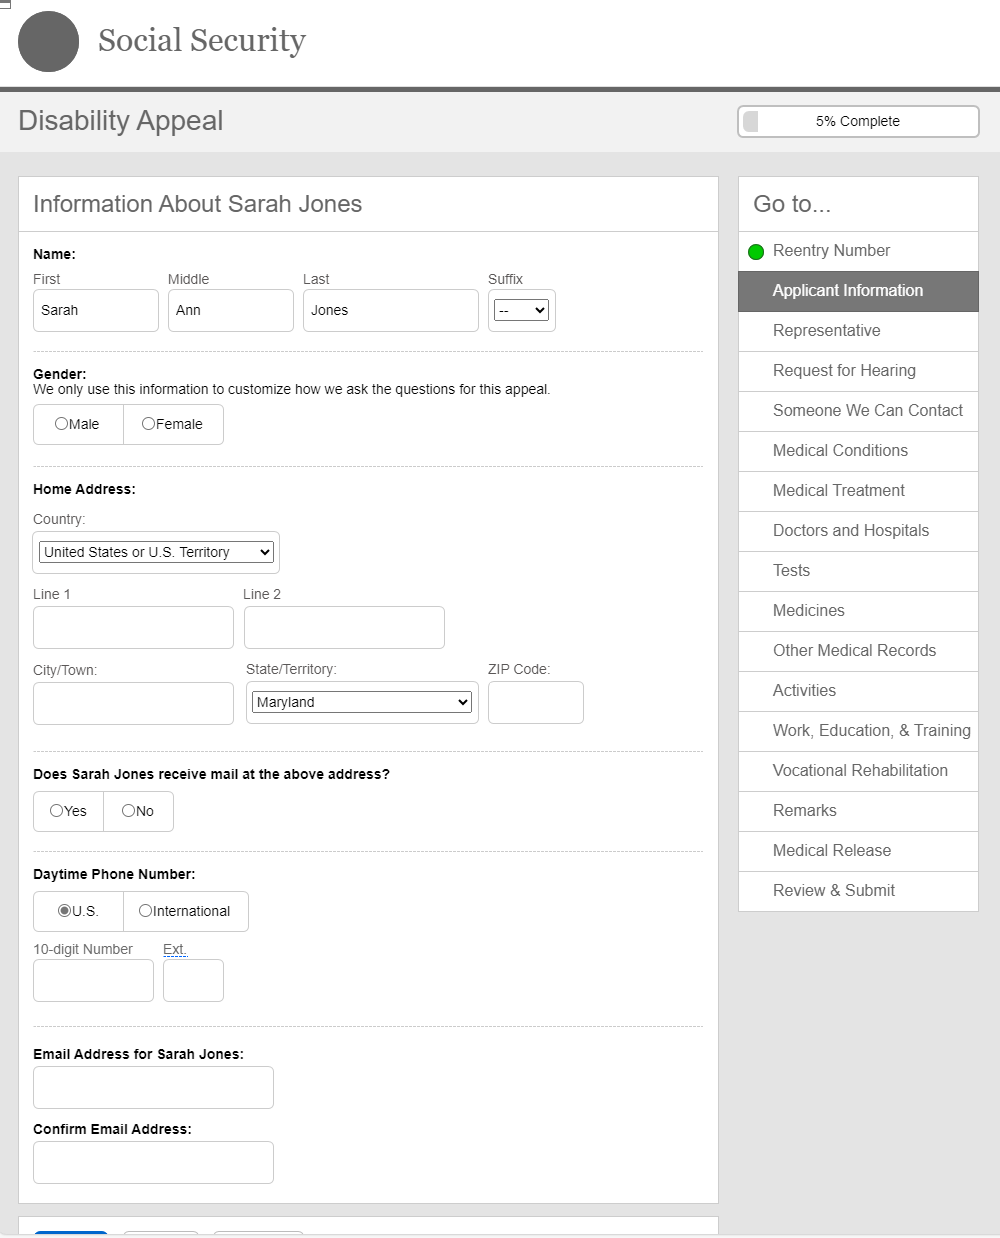 Social Security
Disability Appeal
5% Complete
Information About Sarah Jones
Name:
First Middle Last Suffix
Sarah Ann Jones --
Gender:
We only use this information to customize how we ask the questions for this appeal.
Male Female
Home Address:
Country:
United States or U.S. Territory
Line 1 Line 2
City/Town: State/Territory: ZIP Code:
Maryland
Does Sarah Jones receive mail at the above address?
Yes No
Daytime Phone Number:
U.S. International
10-digit Number Ext.
Email Address for Sarah Jones:
Confirm Email Address:
Go to...
Reentry Number
Applicant Information
Representative
Request for Hearing
Someone We Can Contact
Medical Conditions
Medical Treatment
Doctors and Hospitals
Tests
Medicines
Other Medical Records
Activities
Work, Education, & Training
Vocational Rehabilitation
Remarks
Medical Release
Review & Submit